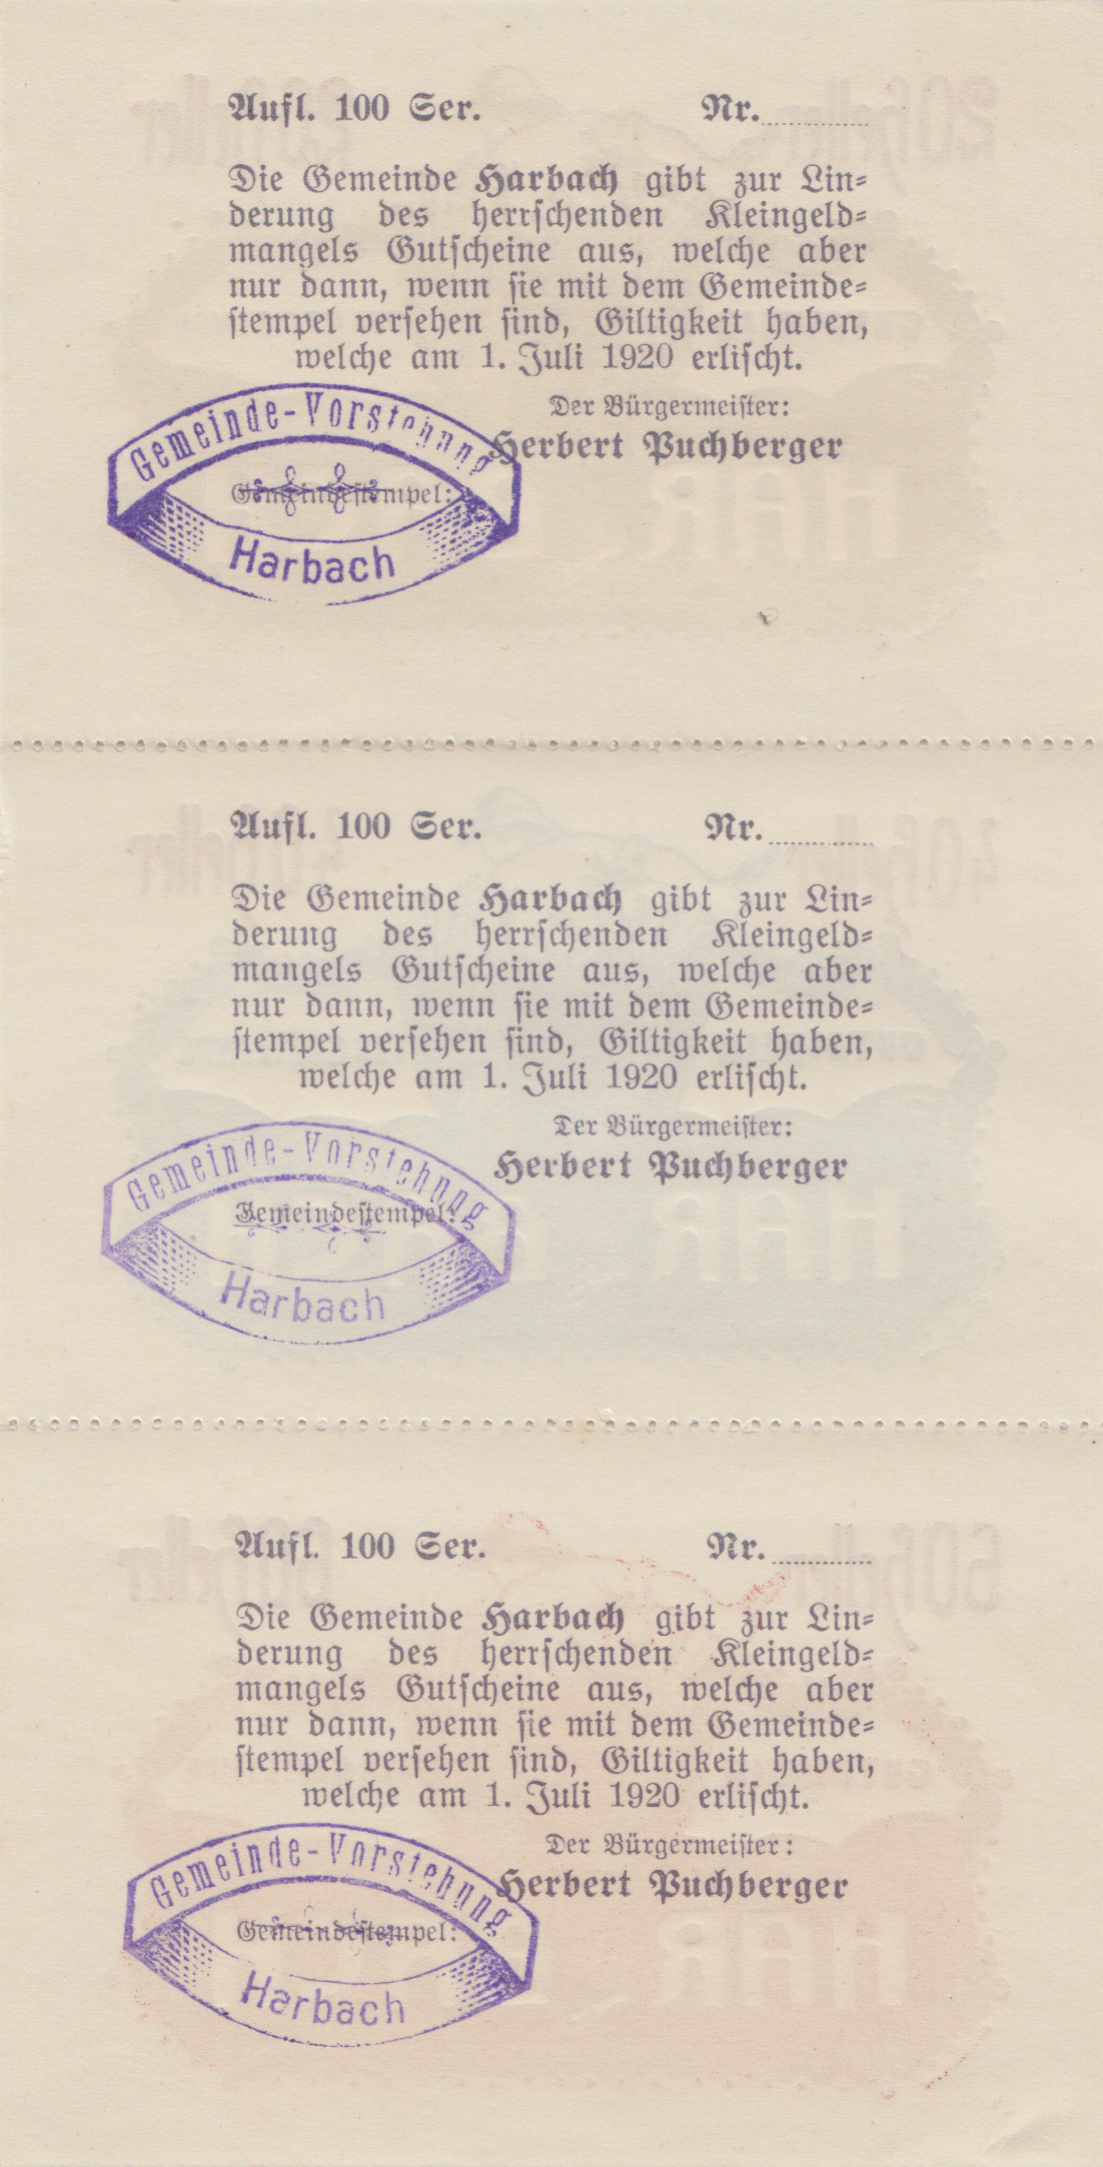 Aufl. 100 Ser. Nr.
Die Gemeinde Harbach gibt zur Lin-
derung des herrschenden Kleingeld-
mangels Gutscheine aus, welche aber
nur dann, wenn sie mit dem Gemeinde-
stempel versehen sind, Giltigkeit haben,
welche am 1. Juli 1920 erlischt.
Der Bürgermeister:
Herbert Puchberger
Gemeinde-Vorstehung
Gemeindestempel:
Harbach
Aufl. 100 Ser. Nr.
Die Gemeinde Harbach gibt zur Lin-
derung des herrschenden Kleingeld-
mangels Gutscheine aus, welche aber
nur dann, wenn sie mit dem Gemeinde-
stempel versehen sind, Giltigkeit haben,
welche am 1. Juli 1920 erlischt.
Der Bürgermeister:
Herbert Puchberger
Gemeinde-Vorstehung
Gemeindestempel:
Harbach
Aufl. 100 Ser. Nr.
Die Gemeinde Harbach gibt zur Lin-
derung des herrschenden Kleingeld-
mangels Gutscheine aus, welche aber
nur dann, wenn sie mit dem Gemeinde-
stempel versehen sind, Giltigkeit haben,
welche am 1. Juli 1920 erlischt.
Der Bürgermeister:
Herbert Puchberger
Gemeinde-Vorstehung
Gemeindestempel:
Harbach